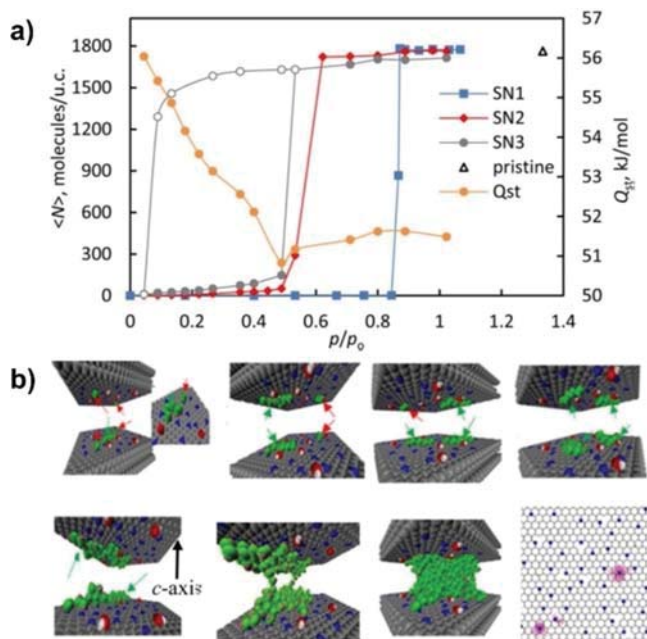 a)
<N>, molecules/u.c.
1800
1500
1200
900
600
300
0
0 0.2 0.4 0.6 0.8 1 1.2 1.4
p/p₀
57
56
55
54
53
52
51
50
Qst, kJ/mol
SN1
SN2
SN3
pristine
Qst
b)
c-axis